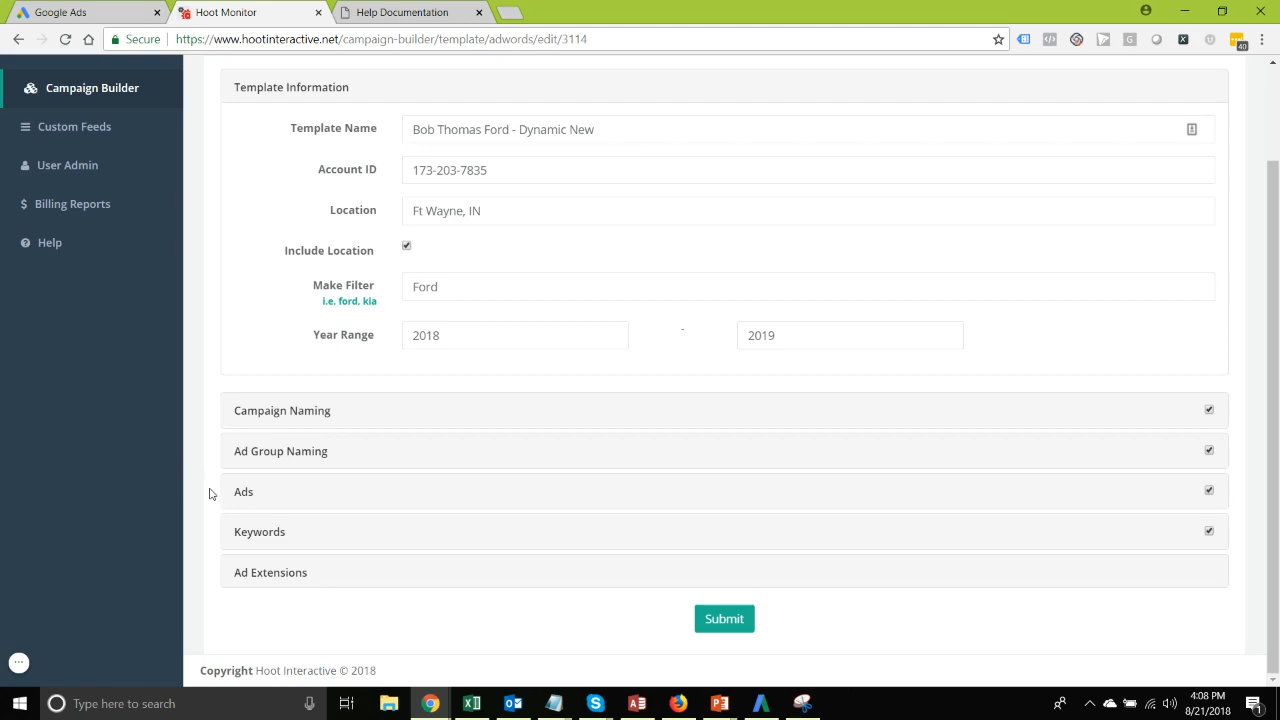 Google Ads
Hoot Monitor
Help Documentation
Secure
https://www.hootinteractive.net/campaign-builder/template/adwords/edit/3114
40
Campaign Builder
Custom Feeds
User Admin
$ Billing Reports
Help
Template Information
Template Name
Bob Thomas Ford - Dynamic New
Account ID
173-203-7835
Location
Ft Wayne, IN
Include Location
Make Filter
Ford
i.e. ford, kia
Year Range
2018
-
2019
Campaign Naming
Ad Group Naming
Ads
Keywords
Ad Extensions
Submit
Copyright Hoot Interactive © 2018
Type here to search
4:08 PM
8/21/2018